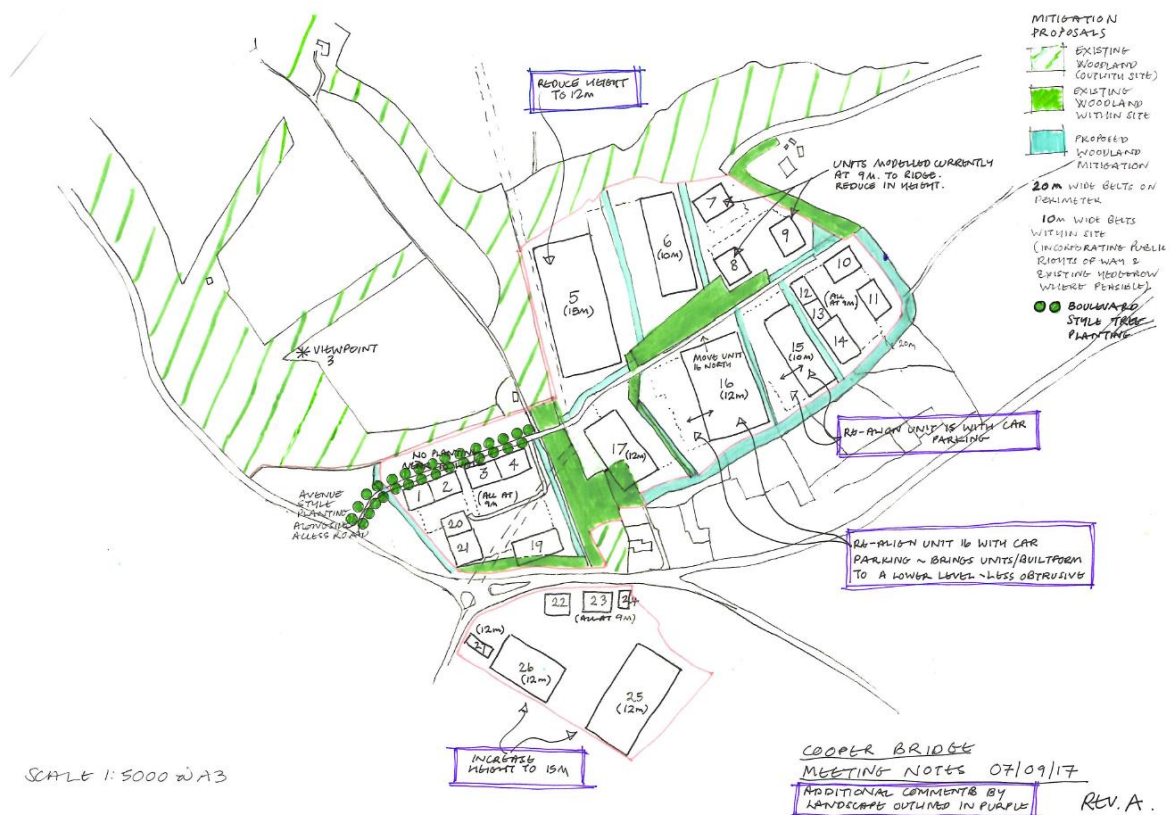 MITIGATION
PROPOSALS
EXISTING
WOODLAND
(OUTWITH SITE)
EXISTING
WOODLAND
WITHIN SITE
PROPOSED
WOODLAND
MITIGATION
20m WIDE BELTS ON
PERIMETER
10m WIDE BELTS
WITHIN SITE
(INCORPORATING PUBLIC
RIGHTS OF WAY &
EXISTING HEDGEROW
WHERE FEASIBLE)
BOULEVARD
STYLE TREE
PLANTING
REDUCE HEIGHT
TO 12M
UNITS MODELLED CURRENTLY
AT 9M. TO RIDGE.
REDUCE IN HEIGHT.
7
6
(10M)
8
9
5
(15M)
10
(ALL AT 9M)
11
12
13
14
15
(10M)
20m
MOVE UNIT
16 NORTH
16
(12M)
VIEWPOINT
3
RE-ALIGN UNIT 15 WITH CAR
PARKING
17 (12M)
NO PLANTING
1
2
3
4
(ALL AT
9M
AVENUE
STYLE
PLANTING
ALONGSIDE
ACCESS ROAD
20
21
19
RE-ALIGN UNIT 16 WITH CAR
PARKING ~ BRINGS UNITS/BUILTFORM
TO A LOWER LEVEL ~ LESS OBTRUSIVE
22
23
24
(ALL AT 9M)
(12M)
26
(12M)
25
(12M)
INCREASE
HEIGHT TO 15M
SCALE 1:5000 @ A3
COOPER BRIDGE
MEETING NOTES 07/09/17
ADDITIONAL COMMENTS BY
LANDSCAPE OUTLINED IN PURPLE
REV. A.